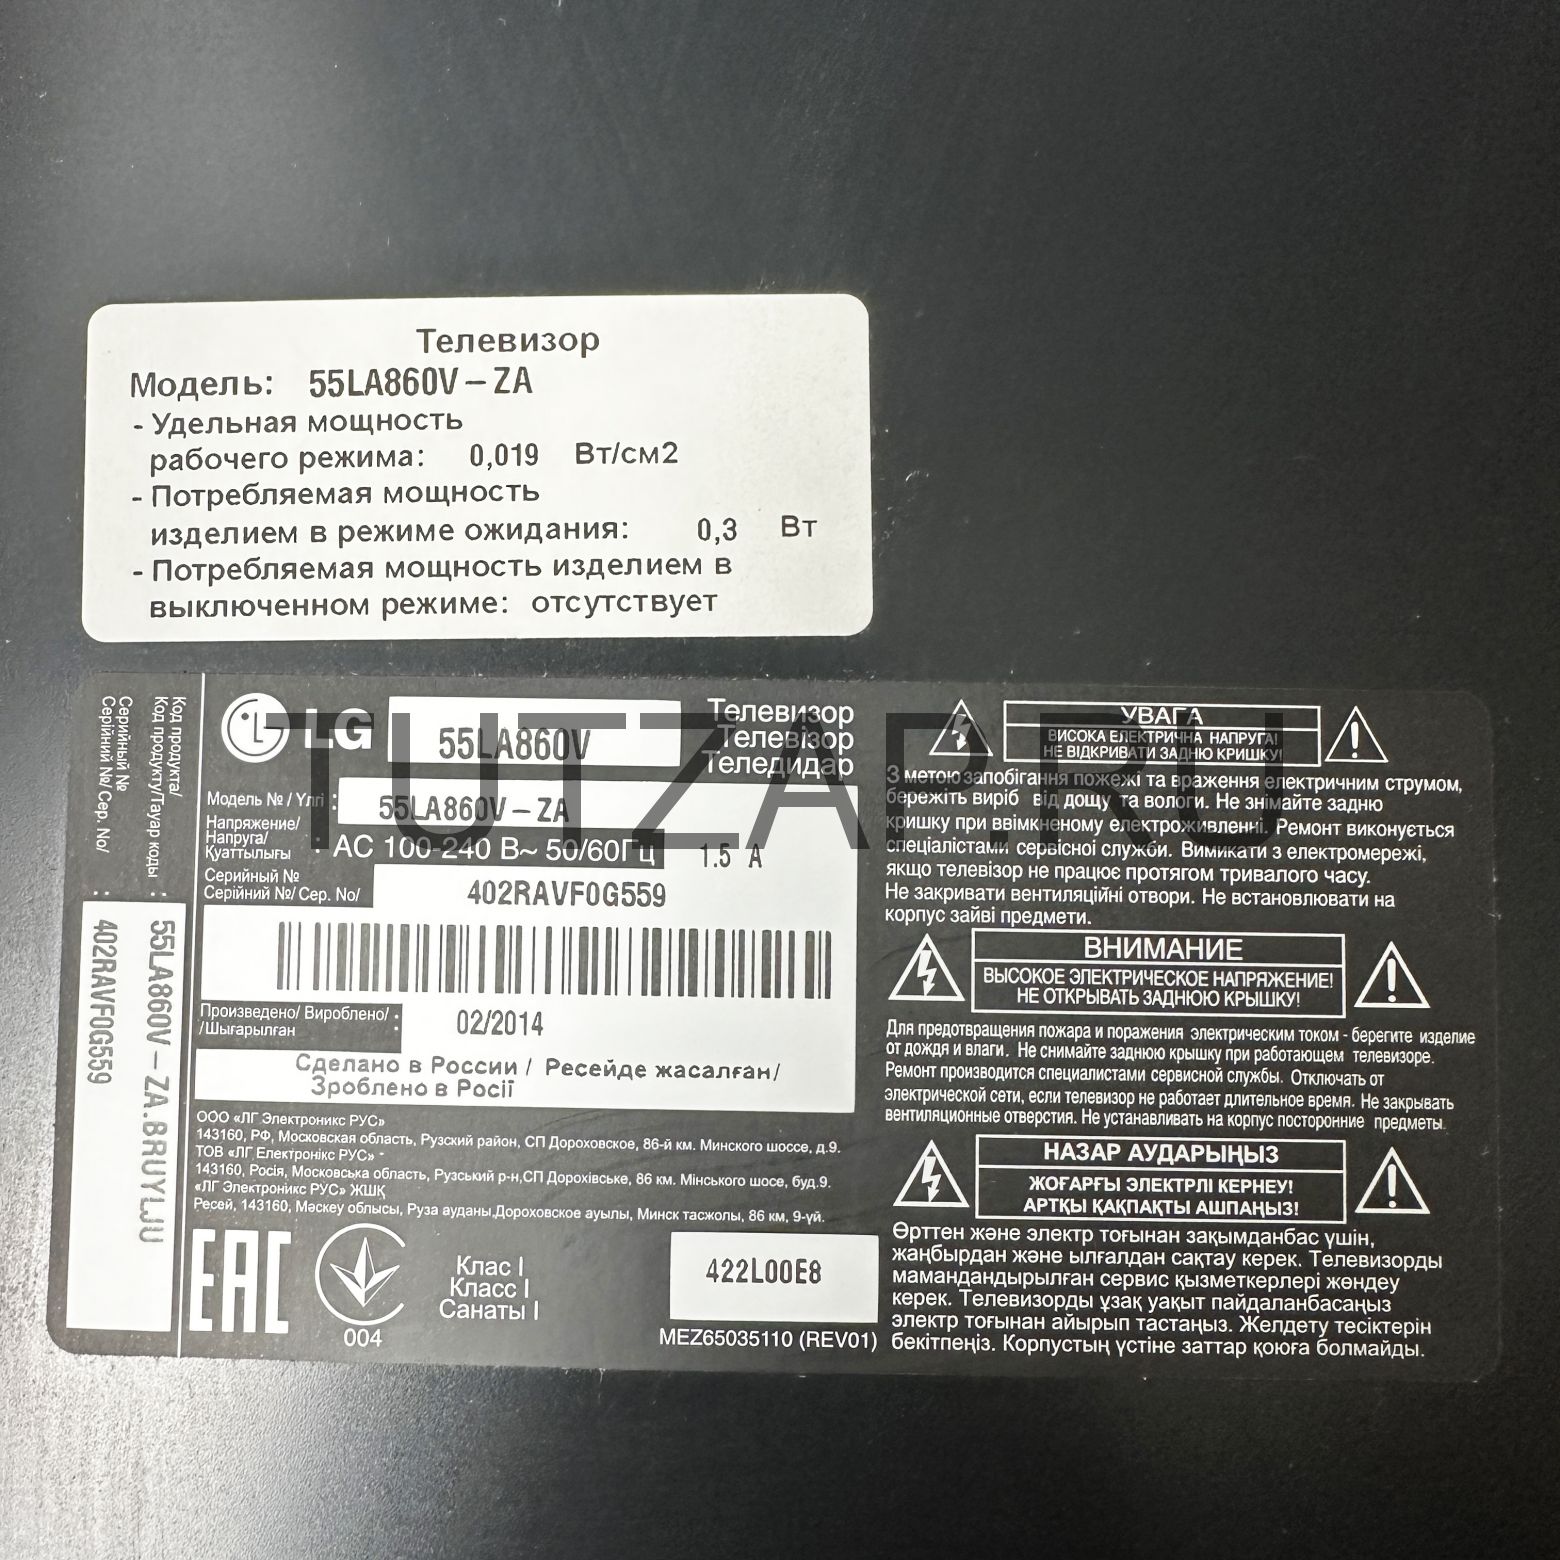 Телевизор
Модель: 55LA860V-ZA
- Удельная мощность
рабочего режима: 0,019 Вт/см2
- Потребляемая мощность
изделием в режиме ожидания: 0,3 Вт
- Потребляемая мощность изделием в
выключенном режиме: отсутствует
Код продукта/
Код продукту/Тауар коды :
Серийный №
Серійний №/ Сер. No/ :
55LA860V-ZA.BRUYLJU
402RAVF0G559
LG 55LA860V
Телевизор
Телевізор
Теледидар
Модель № / Үлгі : 55LA860V-ZA
Напряжение/
Напруга/
Қуаттылығы : AC 100-240 В~ 50/60Гц 1.5 A
Серийный №
Серійний №/ Сер. No/ 402RAVF0G559
Произведено/ Вироблено/ :
/Шығарылған : 02/2014
Сделано в России / Ресейде жасалған/
Зроблено в Росії
ООО «ЛГ Электроникс РУС»
143160, РФ, Московская область, Рузский район, СП Дороховское, 86-й км. Минского шоссе, д.9.
ТОВ «ЛГ Електронікс РУС» -
143160, Росія, Московська область, Рузський р-н,СП Дорохівське, 86 км. Мінського шосе, буд.9.
«ЛГ Электроникс РУС» ЖШҚ
Ресей, 143160, Мәскеу облысы, Руза ауданы,Дороховское ауылы, Минск тасжолы, 86 км, 9-үй.
EAC
004
Клас I
Класс I
Санаты I
422L00E8
MEZ65035110 (REV01)
УВАГА
ВИСОКА ЕЛЕКТРИЧНА НАПРУГА!
НЕ ВІДКРИВАТИ ЗАДНЮ КРИШКУ!
З метою запобігання пожежі та враження електричним струмом,
бережіть виріб від дощу та вологи. Не знімайте задню
кришку при ввімкненому електроживленні. Ремонт виконується
спеціалістами сервісної служби. Вимикати з електромережі,
якщо телевізор не працює протягом тривалого часу.
Не закривати вентиляційні отвори. Не встановлювати на
корпус зайві предмети.
ВНИМАНИЕ
ВЫСОКОЕ ЭЛЕКТРИЧЕСКОЕ НАПРЯЖЕНИЕ!
НЕ ОТКРЫВАТЬ ЗАДНЮЮ КРЫШКУ!
Для предотвращения пожара и поражения электрическим током - берегите изделие
от дождя и влаги. Не снимайте заднюю крышку при работающем телевизоре.
Ремонт производится специалистами сервисной службы. Отключать от
электрической сети, если телевизор не работает длительное время. Не закрывать
вентиляционные отверстия. Не устанавливать на корпус посторонние предметы.
НАЗАР АУДАРЫҢЫЗ
ЖОҒАРҒЫ ЭЛЕКТРЛІ КЕРНЕУ!
АРТҚЫ ҚАҚПАҚТЫ АШПАҢЫЗ!
Өрттен және электр тоғынан зақымданбас үшін,
жаңбырдан және ылғалдан сақтау керек. Телевизорды
мамандандырылған сервис қызметкерлері жөндеу
керек. Телевизорды ұзақ уақыт пайдаланбасаңыз
электр тоғынан айырып тастаңыз. Желдету тесіктерін
бекітпеңіз. Корпустың үстіне заттар қоюға болмайды.
TUTZAP.RU